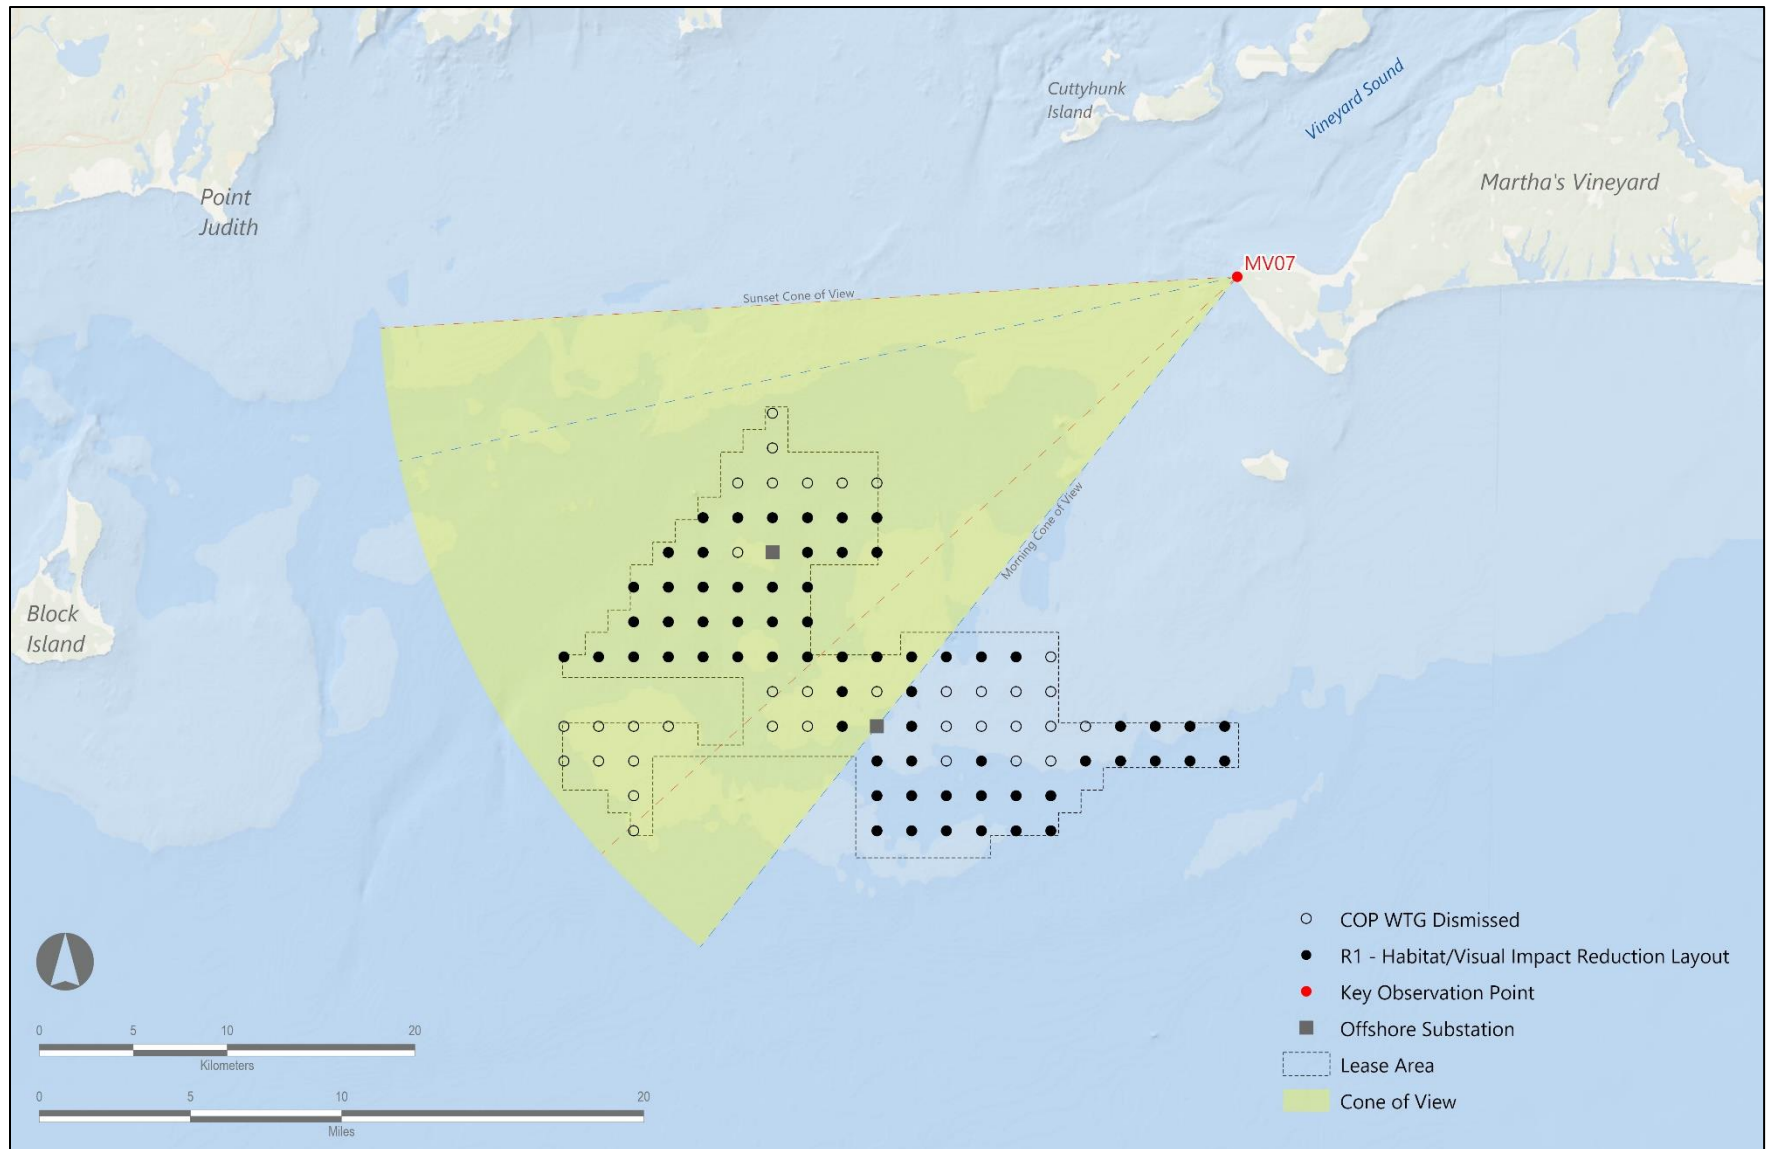 Cuttyhunk
Island
Vineyard Sound
Point
Judith
Martha's Vineyard
MV07
Sunset Cone of View
Morning Cone of View
Block
Island
COP WTG Dismissed
R1 - Habitat/Visual Impact Reduction Layout
Key Observation Point
Offshore Substation
Lease Area
Cone of View
0 5 10 20
Kilometers
0 5 10 20
Miles